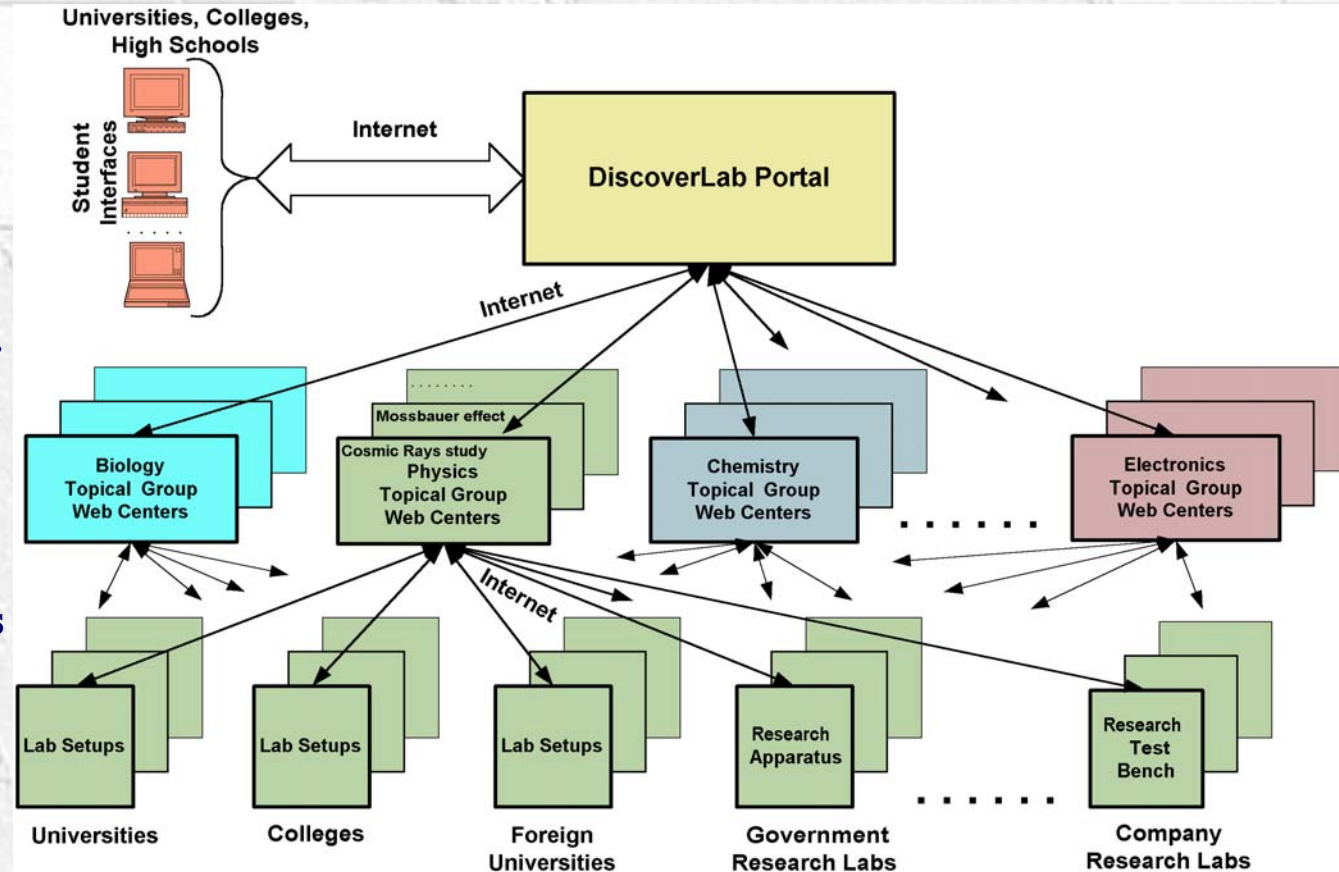 Universities, Colleges,
High Schools
Student
Interfaces
. . . . .
Internet
DiscoverLab Portal
Internet
. . . . . . . .
Mossbauer effect
Cosmic Rays study
Biology
Topical Group
Web Centers
Physics
Topical Group
Web Centers
Chemistry
Topical Group
Web Centers
. . . . . .
Electronics
Topical Group
Web Centers
Internet
Lab Setups
Lab Setups
Lab Setups
Research
Apparatus
. . . . . .
Research
Test
Bench
Universities
Colleges
Foreign
Universities
Government
Research Labs
Company
Research Labs
s